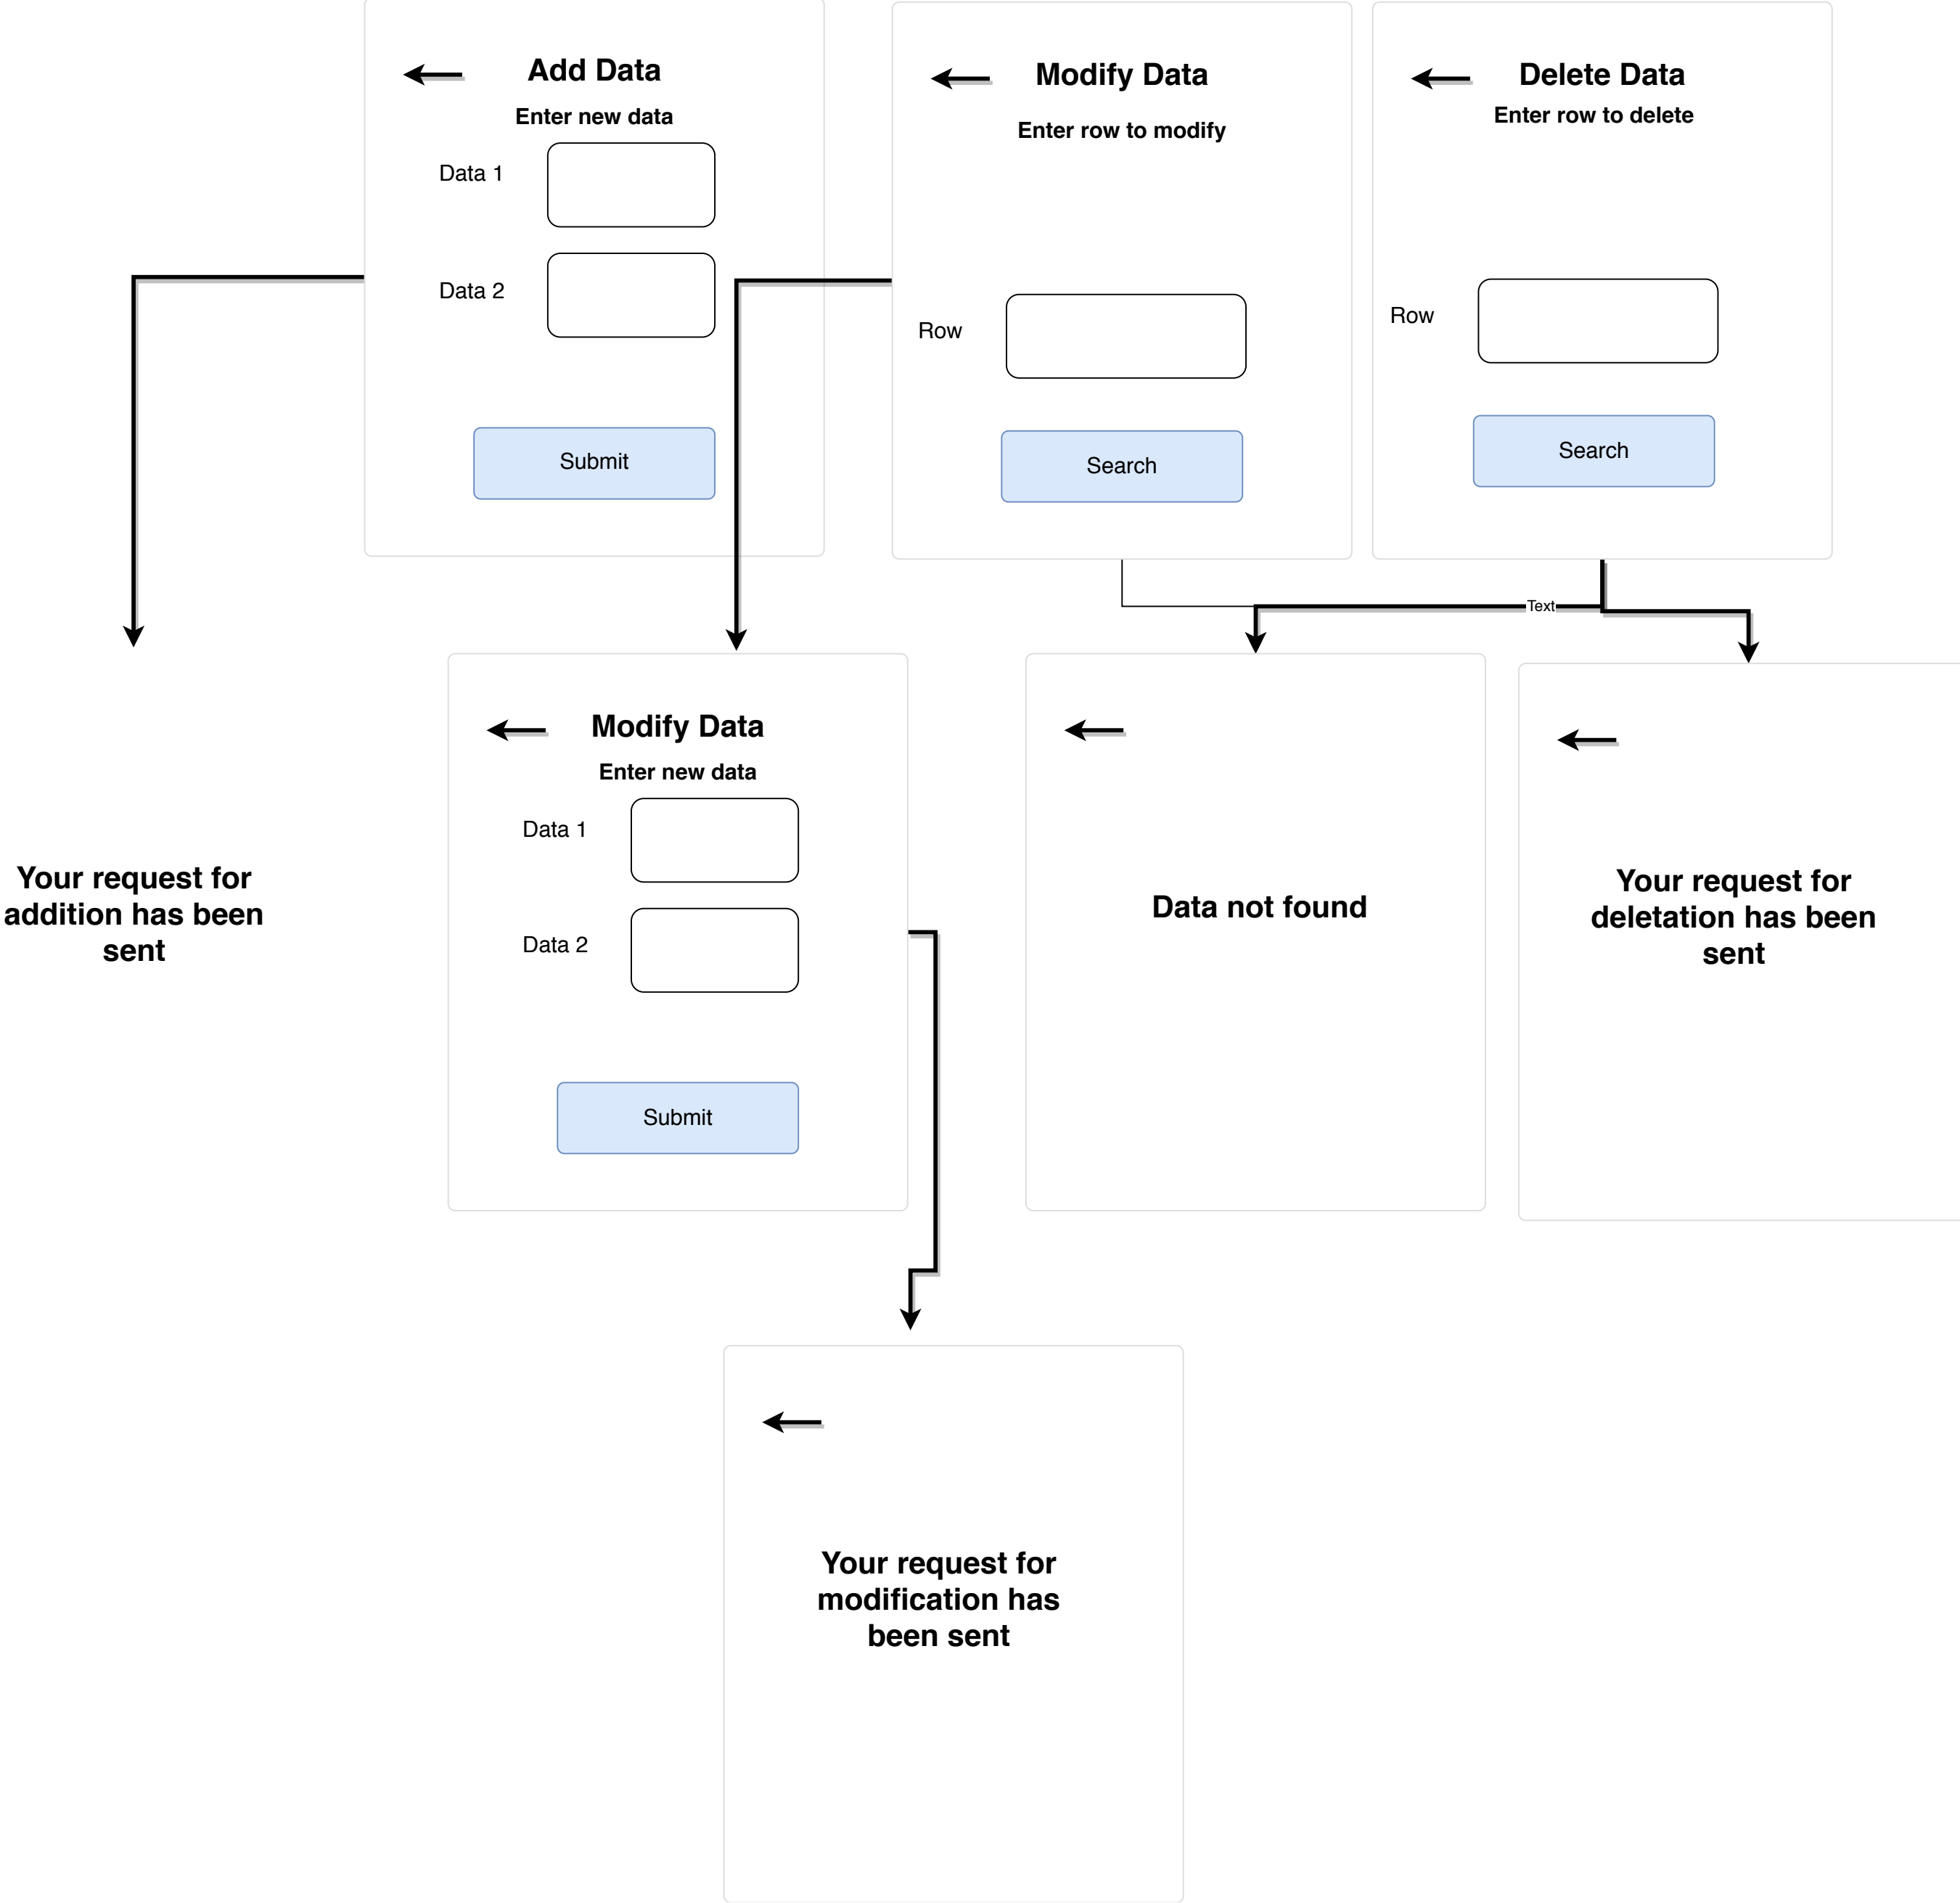 Add Data
Enter new data
Data 1
Data 2
Submit
Modify Data
Enter row to modify
Row
Search
Delete Data
Enter row to delete
Row
Search
Text
Your request for
addition has been
sent
Modify Data
Enter new data
Data 1
Data 2
Submit
Data not found
Your request for
deletation has been
sent
Your request for
modification has
been sent